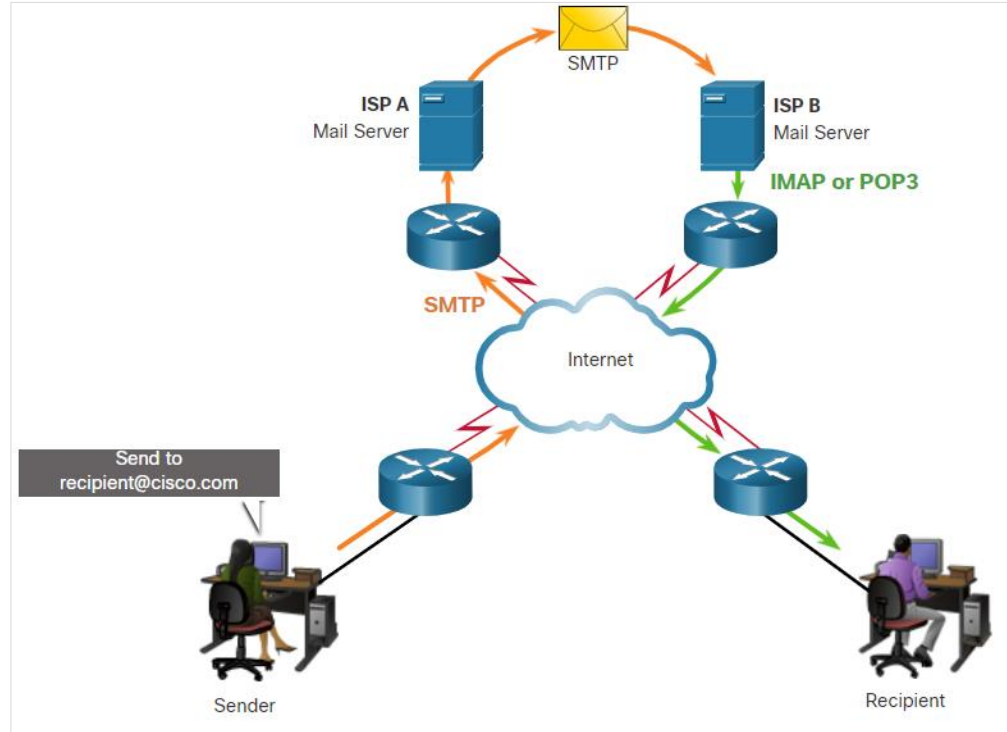 SMTP
ISP A
Mail Server
ISP B
Mail Server
IMAP or POP3
SMTP
Internet
Send to
recipient@cisco.com
Sender
Recipient